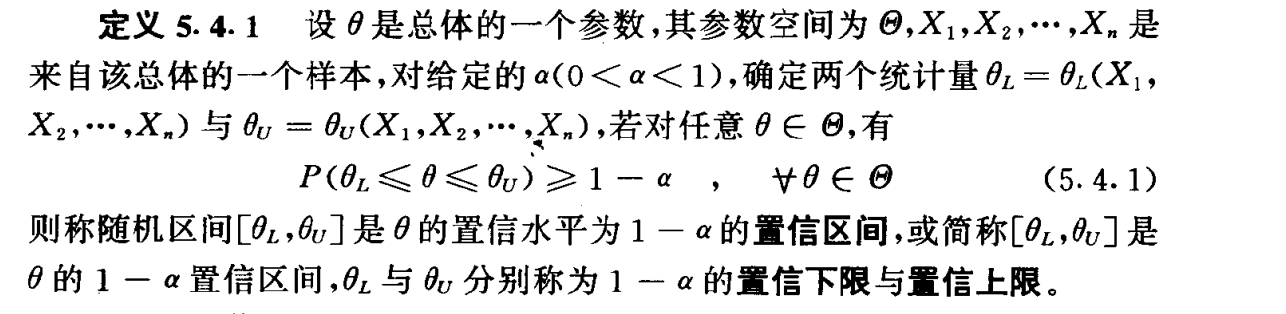 定义 5.4.1 设 θ 是总体的一个参数,其参数空间为 Θ,X₁,X₂,⋯,Xₙ 是
来自该总体的一个样本,对给定的 α(0<α<1),确定两个统计量 θ_L = θ_L(X₁,
X₂,⋯,Xₙ) 与 θ_U = θ_U(X₁,X₂,⋯,Xₙ),若对任意 θ ∈ Θ,有
P(θ_L ≤ θ ≤ θ_U) ≥ 1 − α , ∀θ ∈ Θ (5.4.1)
则称随机区间[θ_L,θ_U]是 θ 的置信水平为 1 − α 的置信区间,或简称[θ_L,θ_U]是
θ 的 1 − α 置信区间,θ_L 与 θ_U 分别称为 1 − α 的置信下限与置信上限。